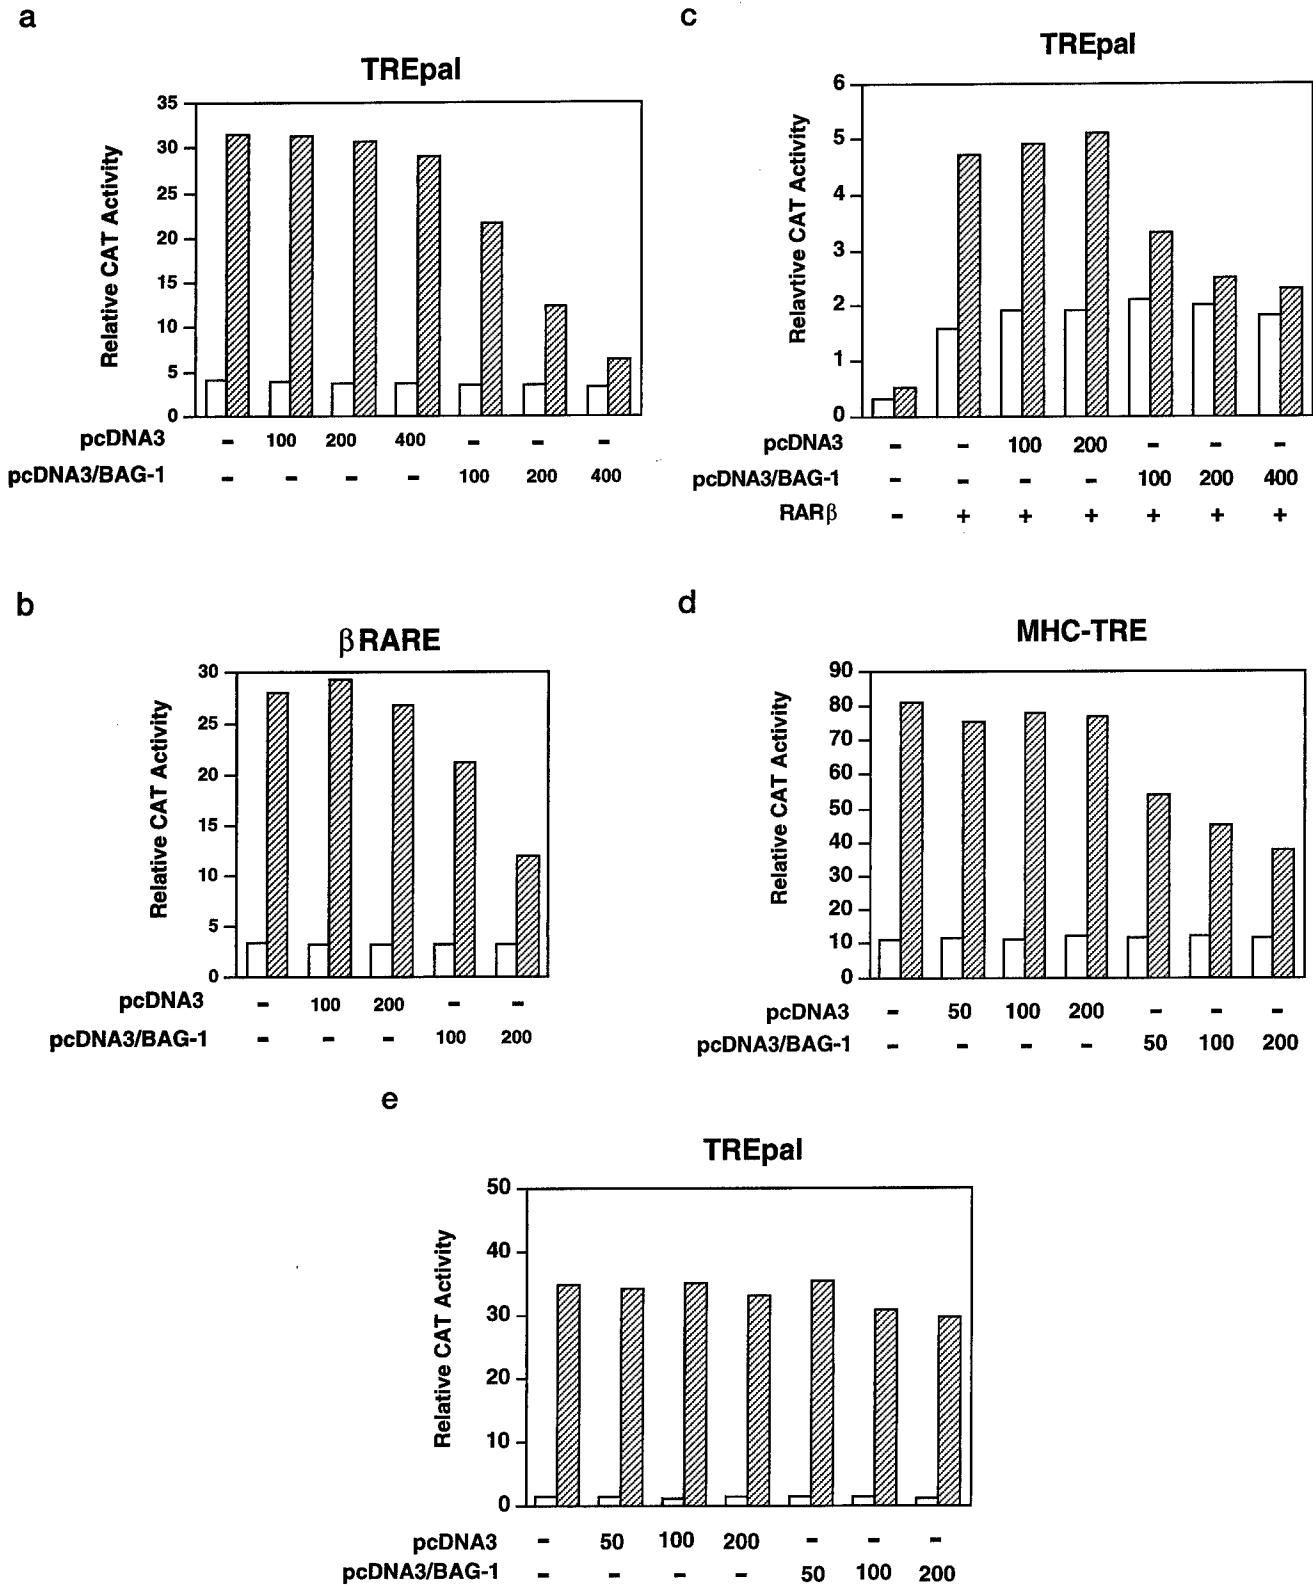 a
TREpal
Relative CAT Activity
35
30
25
20
15
10
5
0
pcDNA3 - 100 200 400 - - -
pcDNA3/BAG-1 - - - - 100 200 400
c
TREpal
Relavtive CAT Activity
6
5
4
3
2
1
0
pcDNA3 - - 100 200 - - -
pcDNA3/BAG-1 - - - - 100 200 400
RARβ - + + + + + +
b
βRARE
Relative CAT Activity
30
25
20
15
10
5
0
pcDNA3 - 100 200 - -
pcDNA3/BAG-1 - - - 100 200
d
MHC-TRE
Relative CAT Activity
90
80
70
60
50
40
30
20
10
0
pcDNA3 - 50 100 200 - - -
pcDNA3/BAG-1 - - - - 50 100 200
e
TREpal
Relative CAT Activity
50
40
30
20
10
0
pcDNA3 - 50 100 200 - - -
pcDNA3/BAG-1 - - - - 50 100 200